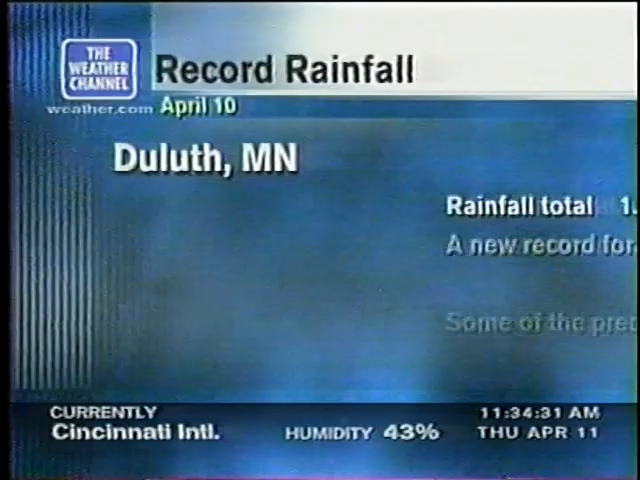 THE
WEATHER
CHANNEL
weather.com
Record Rainfall
April 10
Duluth, MN
Rainfall total 1.
A new record for
Some of the
CURRENTLY
Cincinnati Intl.
HUMIDITY 43%
11:34:31 AM
THU APR 11